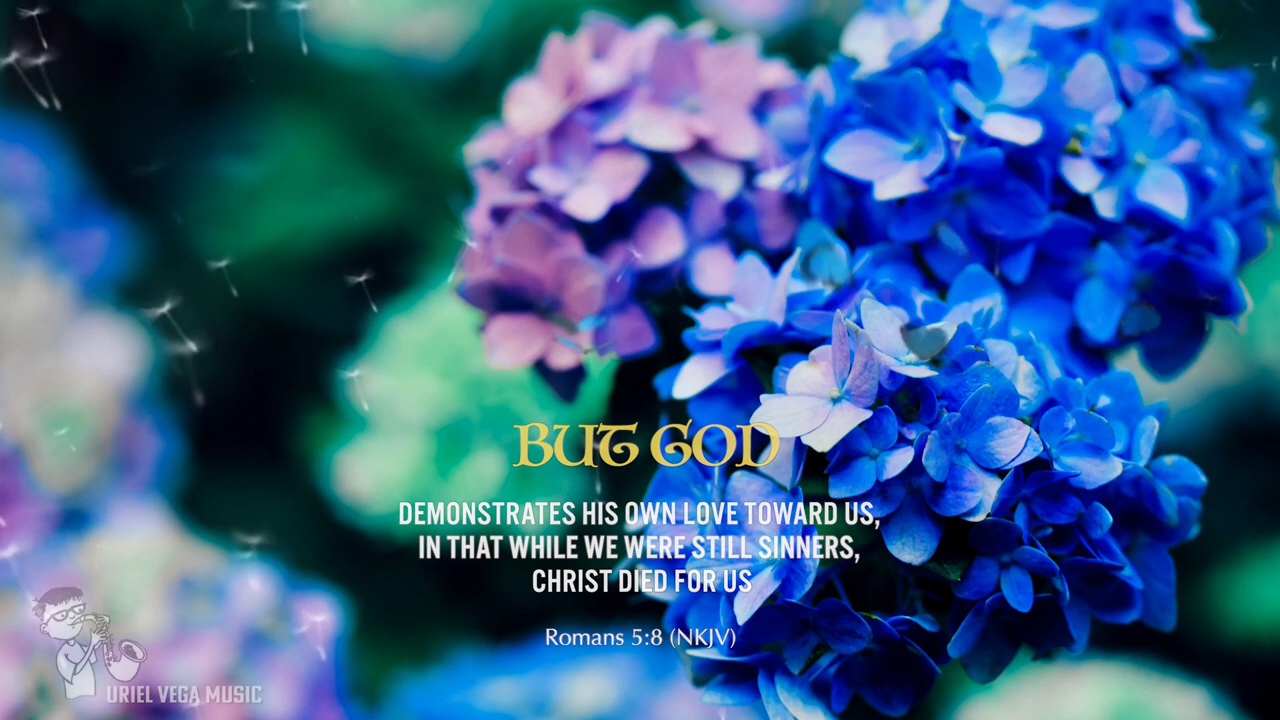 BUT GOD
DEMONSTRATES HIS OWN LOVE TOWARD US,
IN THAT WHILE WE WERE STILL SINNERS,
CHRIST DIED FOR US
Romans 5:8 (NKJV)
URIEL VEGA MUSIC